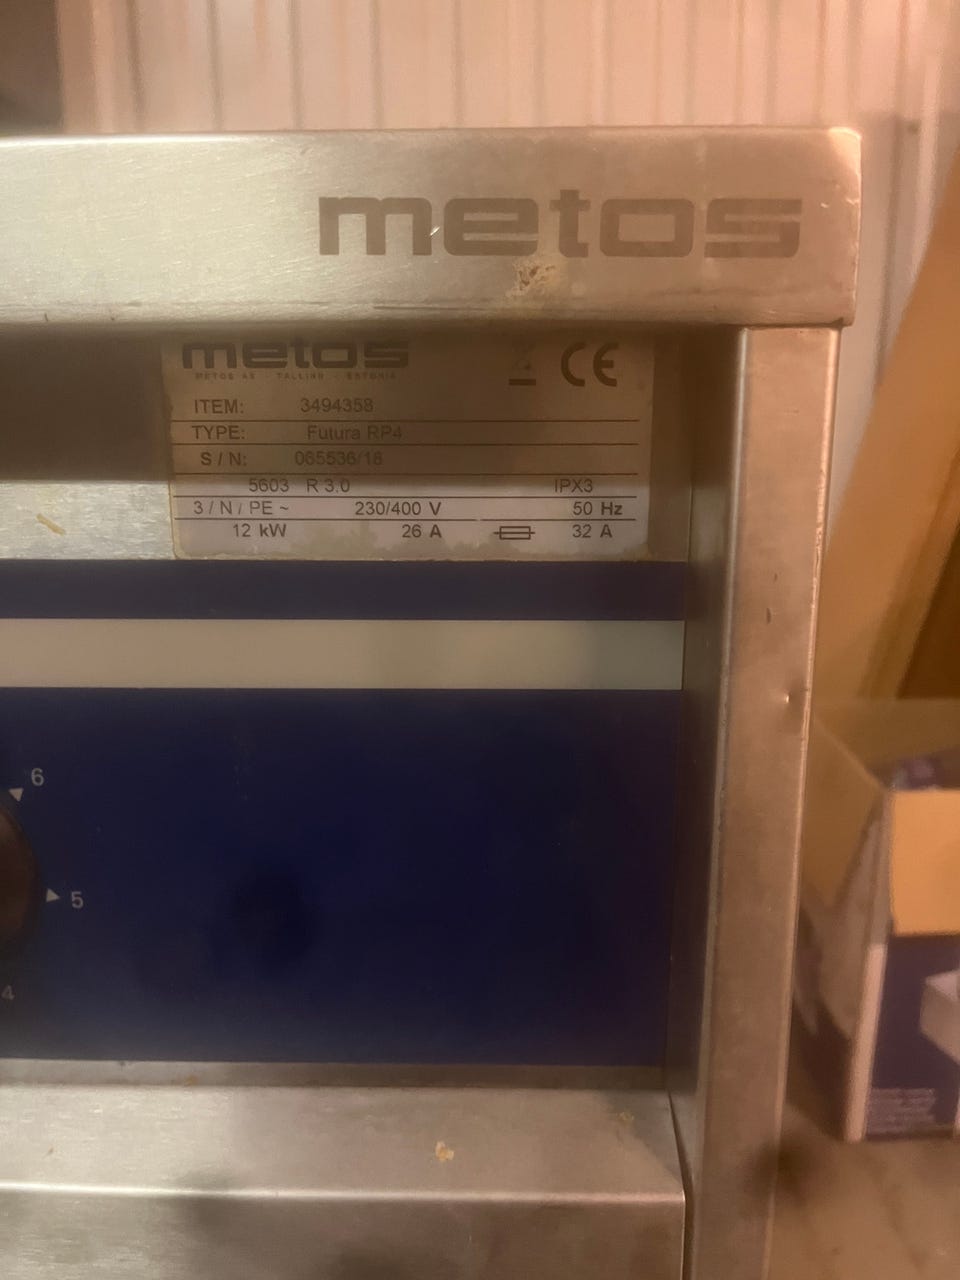 metos
metos
METOS AS - TALLINN - ESTONIA
CE
ITEM: 3494358
TYPE: Futura RP4
S / N: 065536/18
5603 R 3.0 IPX3
3 / N / PE ~ 230/400 V 50 Hz
12 kW 26 A 32 A
6
5
4